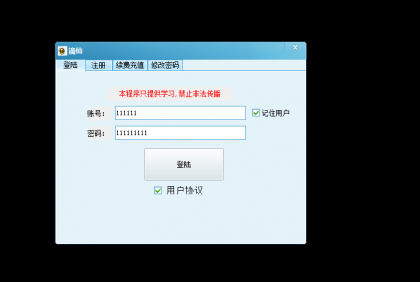 登陆 注册 续费充值 修改密码
本程序只提供学习,禁止非法传播
账号: 111111 记住用户
密码: 111111111
登陆
用户协议